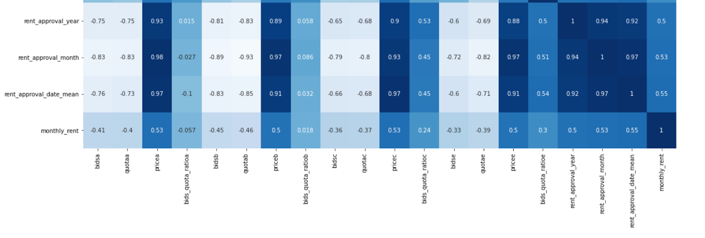 rent_approval_year -0.75 -0.75 0.93 0.015 -0.81 -0.83 0.89 0.058 -0.65 -0.68 0.9 0.53 -0.6 -0.69 0.88 0.5 1 0.94 0.92 0.5
rent_approval_month -0.83 -0.83 0.98 -0.027 -0.89 -0.93 0.97 0.086 -0.79 -0.8 0.93 0.45 -0.72 -0.82 0.97 0.51 0.94 1 0.97 0.53
rent_approval_date_mean -0.76 -0.73 0.97 -0.1 -0.83 -0.85 0.91 0.032 -0.66 -0.68 0.97 0.45 -0.6 -0.71 0.91 0.54 0.92 0.97 1 0.55
monthly_rent -0.41 -0.4 0.53 -0.057 -0.45 -0.46 0.5 0.018 -0.36 -0.37 0.53 0.24 -0.33 -0.39 0.5 0.3 0.5 0.53 0.55 1
bidsa
quotaa
pricea
bids_quota_ratioa
bidsb
quotab
priceb
bids_quota_ratiob
bidsc
quotac
pricec
bids_quota_ratioc
bidse
quotae
pricee
bids_quota_ratioe
rent_approval_year
rent_approval_month
rent_approval_date_mean
monthly_rent